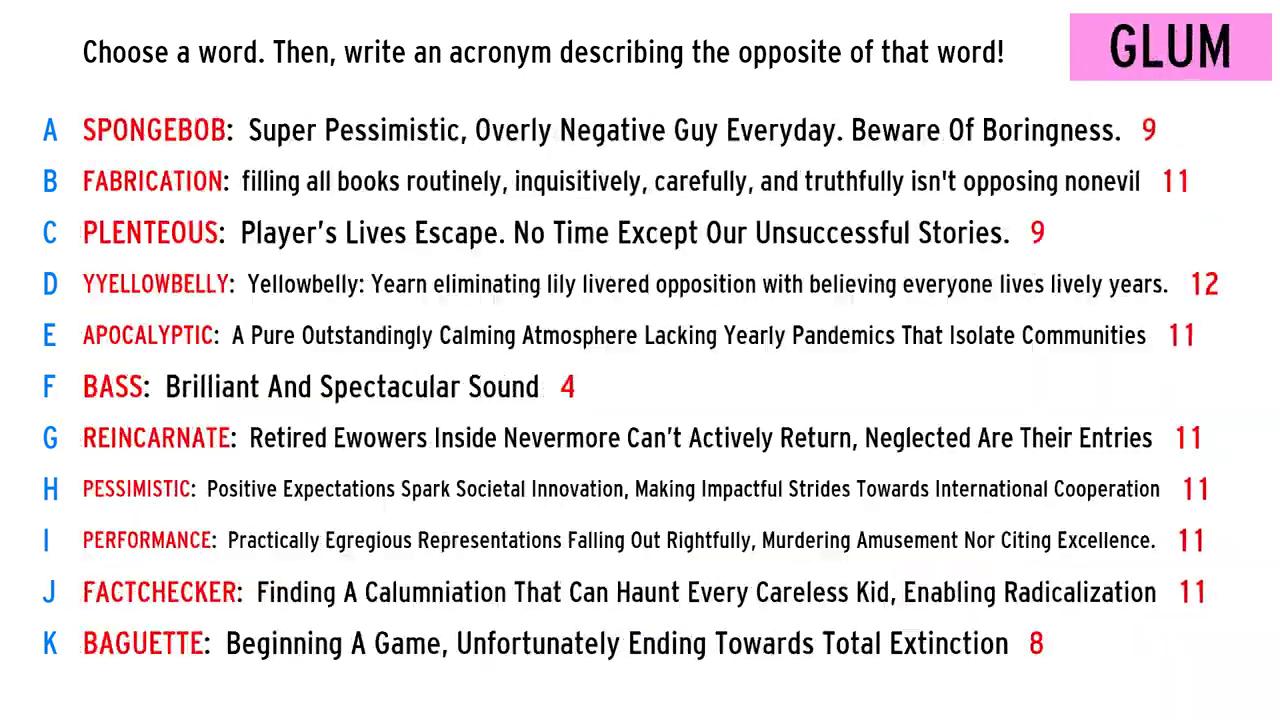 Choose a word. Then, write an acronym describing the opposite of that word!
GLUM
A SPONGEBOB: Super Pessimistic, Overly Negative Guy Everyday. Beware Of Boringness. 9
B FABRICATION: filling all books routinely, inquisitively, carefully, and truthfully isn't opposing nonevil 11
C PLENTEOUS: Player’s Lives Escape. No Time Except Our Unsuccessful Stories. 9
D YYELLOWBELLY: Yellowbelly: Yearn eliminating lily livered opposition with believing everyone lives lively years. 12
E APOCALYPTIC: A Pure Outstandingly Calming Atmosphere Lacking Yearly Pandemics That Isolate Communities 11
F BASS: Brilliant And Spectacular Sound 4
G REINCARNATE: Retired Ewowers Inside Nevermore Can’t Actively Return, Neglected Are Their Entries 11
H PESSIMISTIC: Positive Expectations Spark Societal Innovation, Making Impactful Strides Towards International Cooperation 11
I PERFORMANCE: Practically Egregious Representations Falling Out Rightfully, Murdering Amusement Nor Citing Excellence. 11
J FACTCHECKER: Finding A Calumniation That Can Haunt Every Careless Kid, Enabling Radicalization 11
K BAGUETTE: Beginning A Game, Unfortunately Ending Towards Total Extinction 8